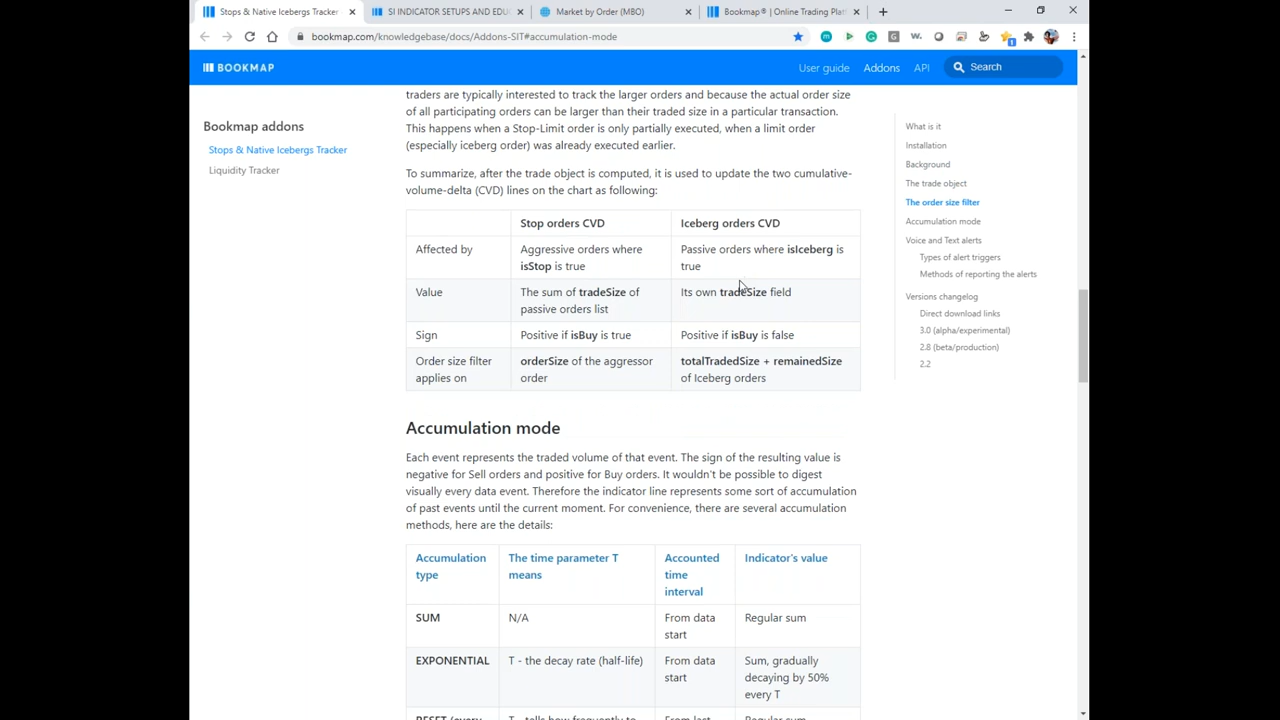 Stops & Native Icebergs Tracker
SI INDICATOR SETUPS AND EDU
Market by Order (MBO)
Bookmap® | Online Trading Plat
bookmap.com/knowledgebase/docs/Addons-SIT#accumulation-mode
BOOKMAP
User guide
Addons
API
Search
Bookmap addons
Stops & Native Icebergs Tracker
Liquidity Tracker
traders are typically interested to track the larger orders and because the actual order size
of all participating orders can be larger than their traded size in a particular transaction.
This happens when a Stop-Limit order is only partially executed, when a limit order
(especially iceberg order) was already executed earlier.
To summarize, after the trade object is computed, it is used to update the two cumulative-
volume-delta (CVD) lines on the chart as following:
Stop orders CVD
Iceberg orders CVD
Affected by
Aggressive orders where
isStop is true
Passive orders where isIceberg is
true
Value
The sum of tradeSize of
passive orders list
Its own tradeSize field
Sign
Positive if isBuy is true
Positive if isBuy is false
Order size filter
applies on
orderSize of the aggressor
order
totalTradedSize + remainedSize
of Iceberg orders
Accumulation mode
Each event represents the traded volume of that event. The sign of the resulting value is
negative for Sell orders and positive for Buy orders. It wouldn't be possible to digest
visually every data event. Therefore the indicator line represents some sort of accumulation
of past events until the current moment. For convenience, there are several accumulation
methods, here are the details:
Accumulation
type
The time parameter T
means
Accounted
time
interval
Indicator's value
SUM
N/A
From data
start
Regular sum
EXPONENTIAL
T - the decay rate (half-life)
From data
start
Sum, gradually
decaying by 50%
every T
RESET (every
T - tells how frequently to
From last
Regular sum
What is it
Installation
Background
The trade object
The order size filter
Accumulation mode
Voice and Text alerts
Types of alert triggers
Methods of reporting the alerts
Versions changelog
Direct download links
3.0 (alpha/experimental)
2.8 (beta/production)
2.2